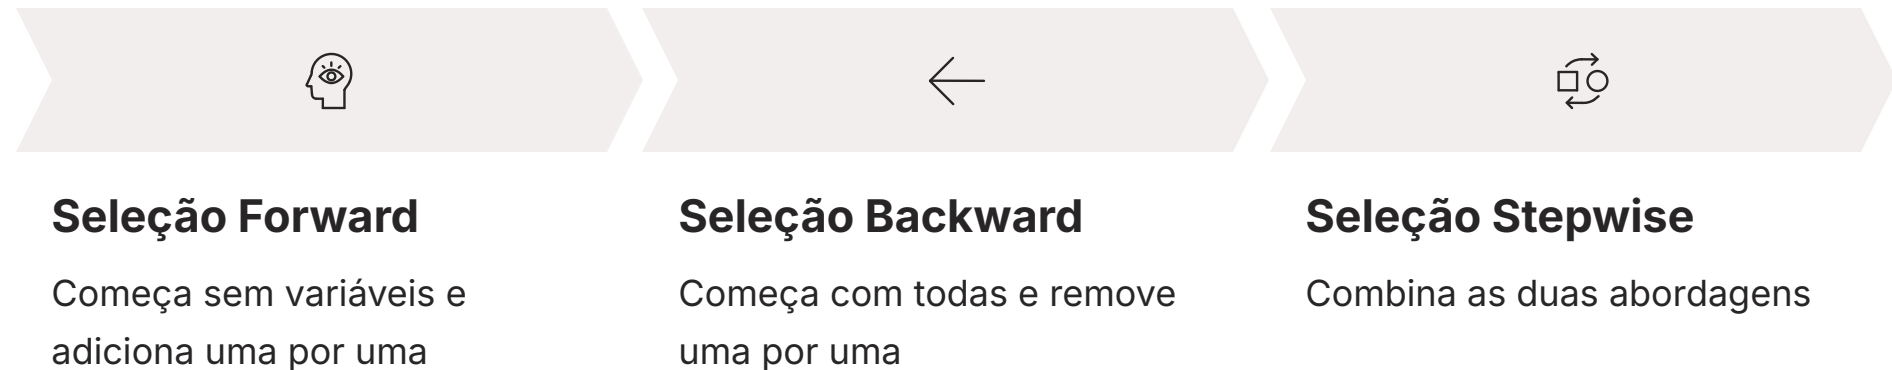 Seleção Forward
Começa sem variáveis e
adiciona uma por uma
Seleção Backward
Começa com todas e remove
uma por uma
Seleção Stepwise
Combina as duas abordagens